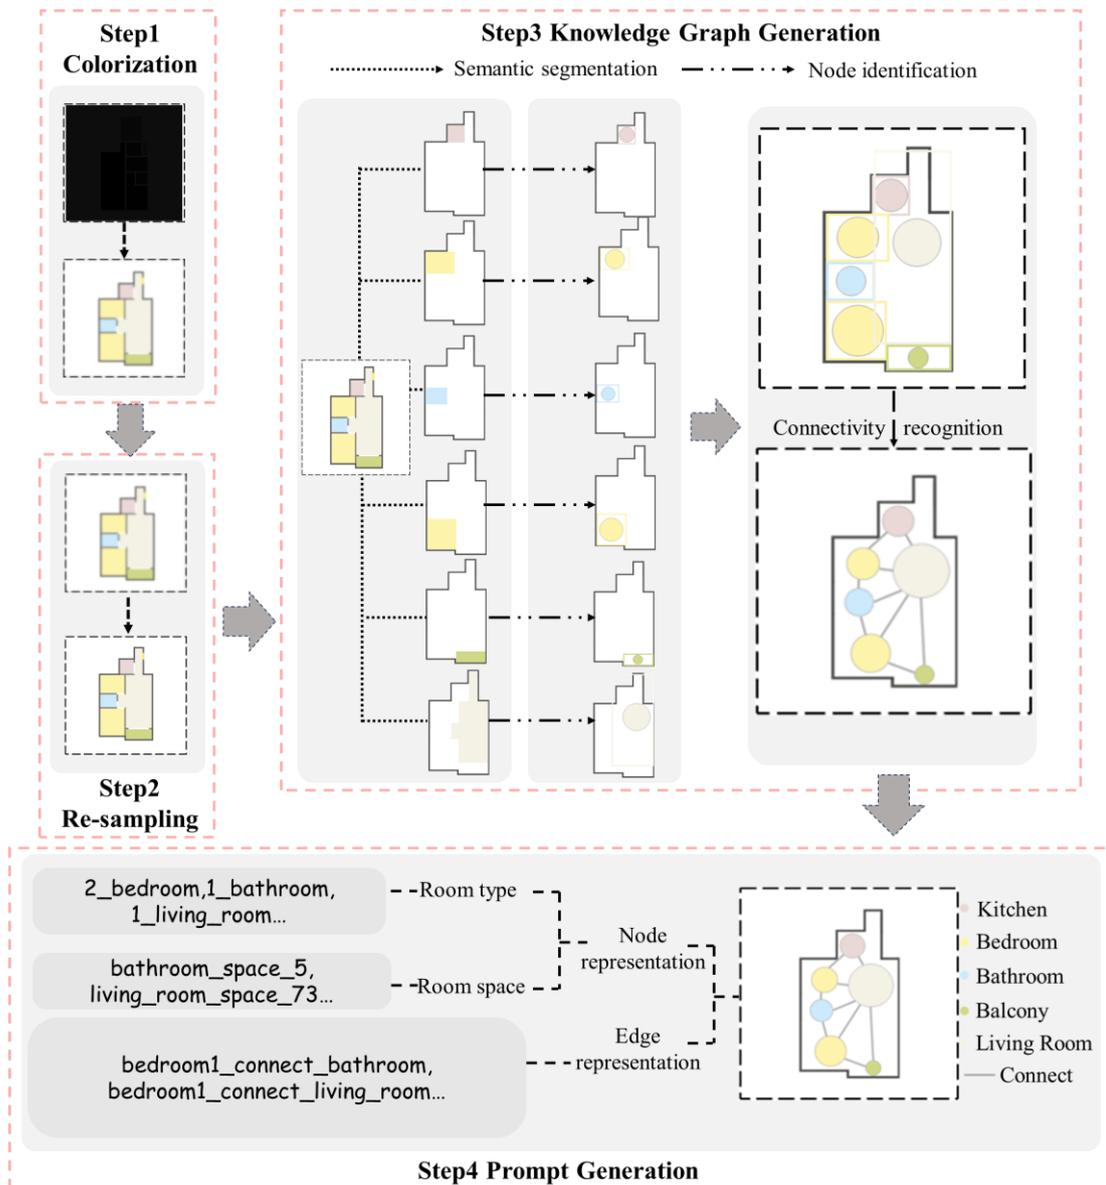 Step1
Colorization
Step3 Knowledge Graph Generation
Semantic segmentation
Node identification
Connectivity recognition
Step2
Re-sampling
2_bedroom,1_bathroom,
1_living_room...
Room type
bathroom_space_5,
living_room_space_73...
Room space
Node
representation
bedroom1_connect_bathroom,
bedroom1_connect_living_room...
Edge
representation
Kitchen
Bedroom
Bathroom
Balcony
Living Room
Connect
Step4 Prompt Generation